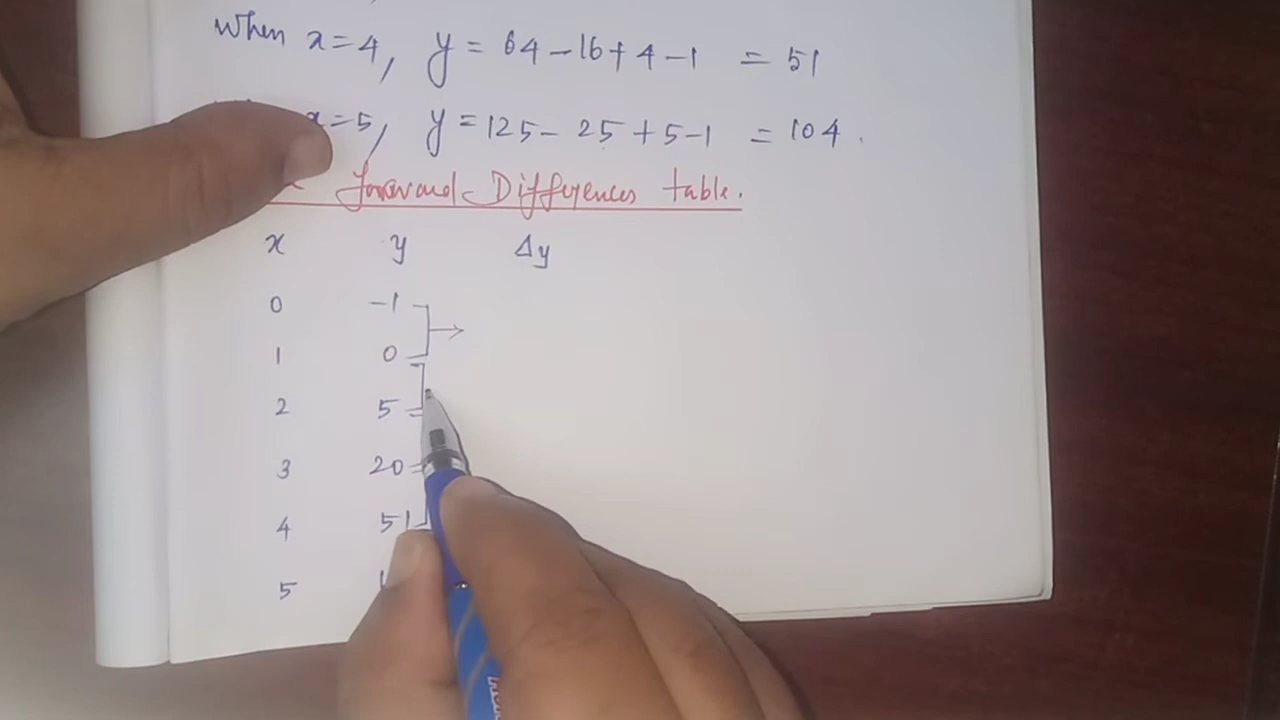 When x=4, y = 64-16+4-1 = 51
x=5, y = 125-25+5-1 = 104.
Forward Differences table.
x y Δy
0 -1
1 0
2 5
3 20
4 51
5